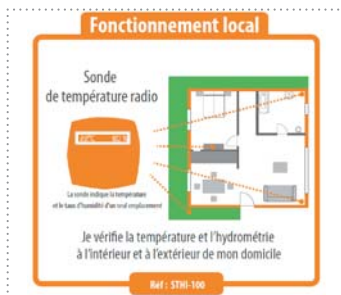 Fonctionnement local
Sonde
de température radio
La sonde indique la température
et le taux d'humidité d'un seul emplacement
Je vérifie la température et l'hydrométrie
à l'intérieur et à l'extérieur de mon domicile
Réf : STHI-100